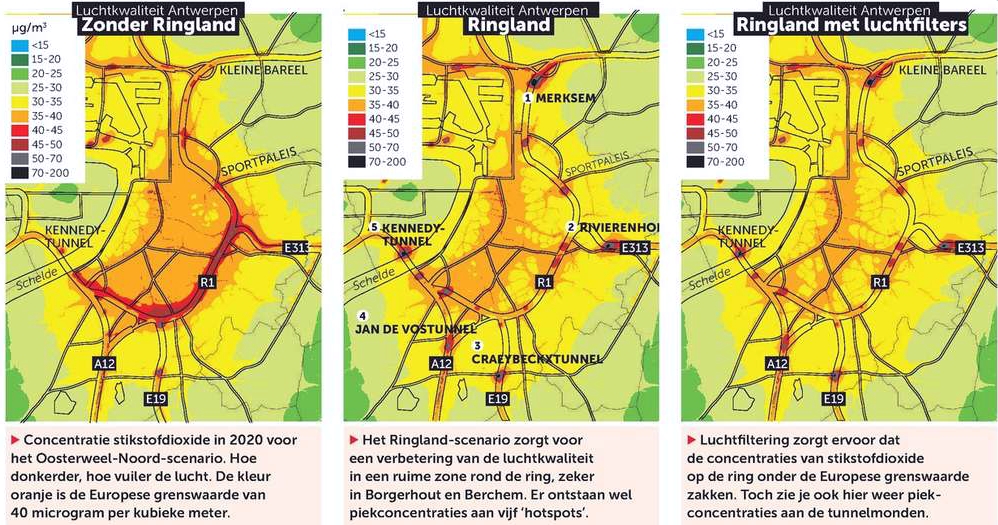 Luchtkwaliteit Antwerpen
Zonder Ringland
µg/m³
<15
15-20
20-25
25-30
30-35
35-40
40-45
45-50
50-70
70-200
KLEINE BAREEL
SPORTPALEIS
KENNEDY-
TUNNEL
Schelde
E313
R1
A12
E19
▶ Concentratie stikstofdioxide in 2020 voor
het Oosterweel-Noord-scenario. Hoe
donkerder, hoe vuiler de lucht. De kleur
oranje is de Europese grenswaarde van
40 microgram per kubieke meter.
Luchtkwaliteit Antwerpen
Ringland
<15
15-20
20-25
25-30
30-35
35-40
40-45
45-50
50-70
70-200
1 MERKSEM
SPORTPALEIS
2 RIVIERENHOF
5 KENNEDY-
TUNNEL
E313
Schelde
R1
4
JAN DE VOSTUNNEL
3
CRAEYBECKXTUNNEL
A12
E19
▶ Het Ringland-scenario zorgt voor
een verbetering van de luchtkwaliteit
in een ruime zone rond de ring, zeker
in Borgerhout en Berchem. Er ontstaan wel
piekconcentraties aan vijf ‘hotspots’.
Luchtkwaliteit Antwerpen
Ringland met luchtfilters
<15
15-20
20-25
25-30
30-35
35-40
40-45
45-50
50-70
70-200
KLEINE BAREEL
SPORTPALEIS
KENNEDY-
TUNNEL
E313
Schelde
R1
A12
E19
▶ Luchtfiltering zorgt ervoor dat
de concentraties van stikstofdioxide
op de ring onder de Europese grenswaarde
zakken. Toch zie je ook hier weer piek-
concentraties aan de tunnelmonden.